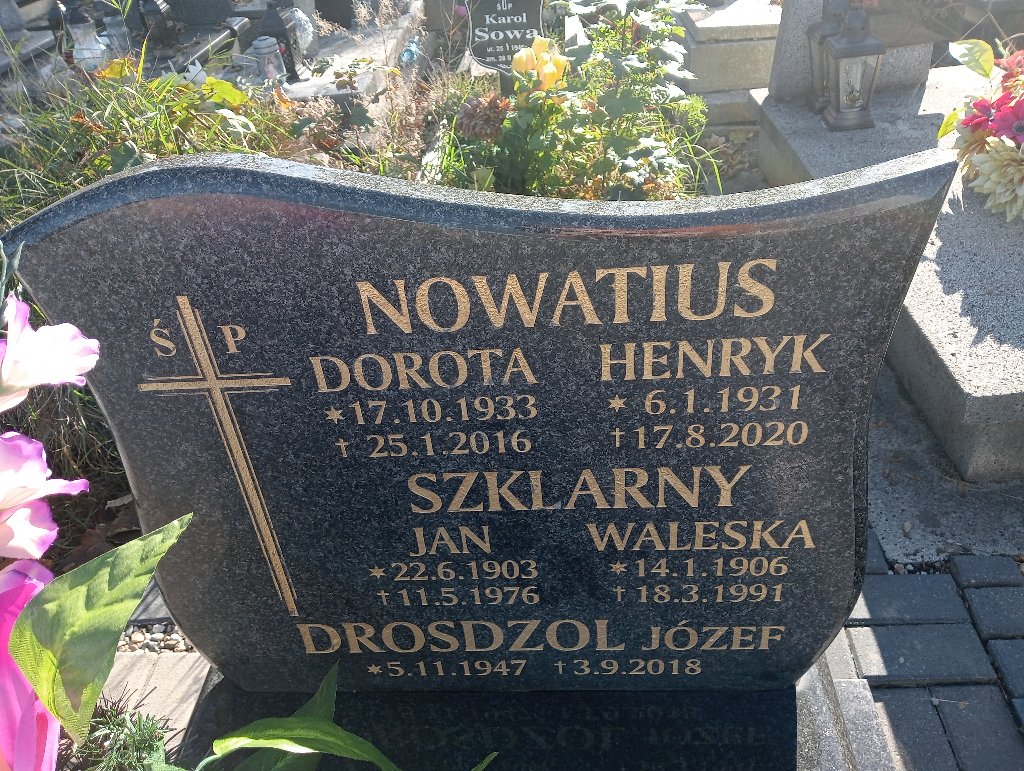 ŚP
Karol
Sowa
Ś P
NOWATIUS
DOROTA HENRYK
*17.10.1933 * 6.1.1931
† 25.1.2016 †17.8.2020
SZKLARNY
JAN WALESKA
*22.6.1903 *14.1.1906
†11.5.1976 †18.3.1991
DROSDZOL JÓZEF
*5.11.1947 †3.9.2018